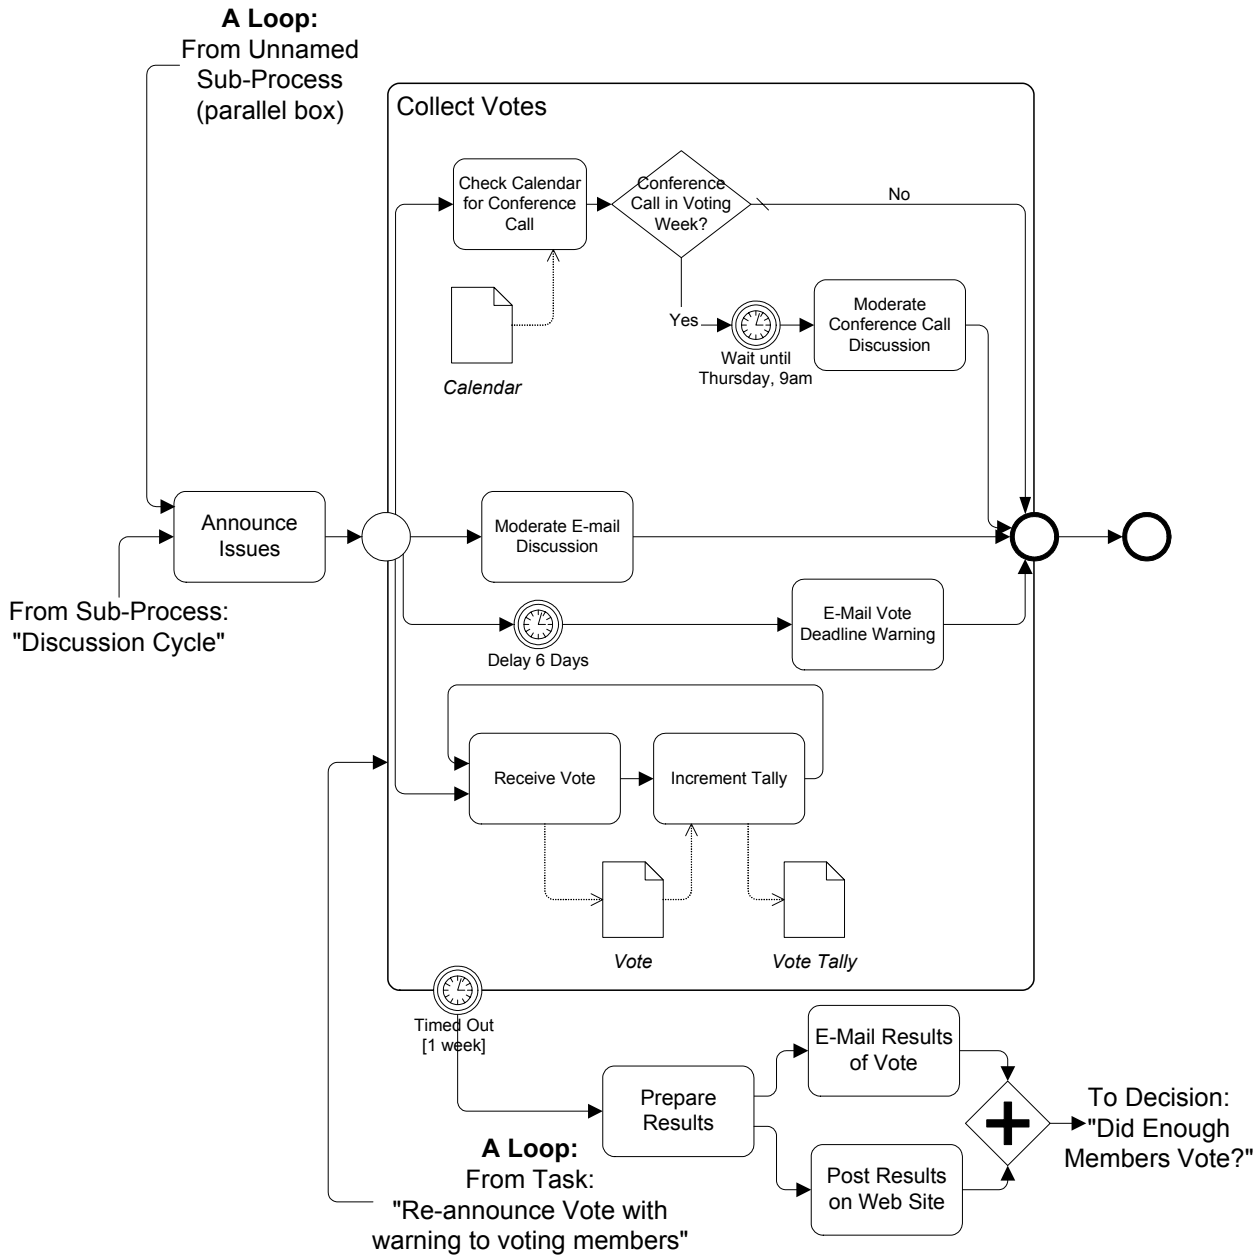 A Loop:
From Unnamed
Sub-Process
(parallel box)
Collect Votes
Check Calendar
for Conference
Call
Conference
Call in Voting
Week?
No
Yes
Calendar
Wait until
Thursday, 9am
Moderate
Conference Call
Discussion
Announce
Issues
Moderate E-mail
Discussion
From Sub-Process:
"Discussion Cycle"
Delay 6 Days
E-Mail Vote
Deadline Warning
Receive Vote
Increment Tally
Vote
Vote Tally
Timed Out
[1 week]
Prepare
Results
E-Mail Results
of Vote
Post Results
on Web Site
To Decision:
"Did Enough
Members Vote?"
A Loop:
From Task:
"Re-announce Vote with
warning to voting members"